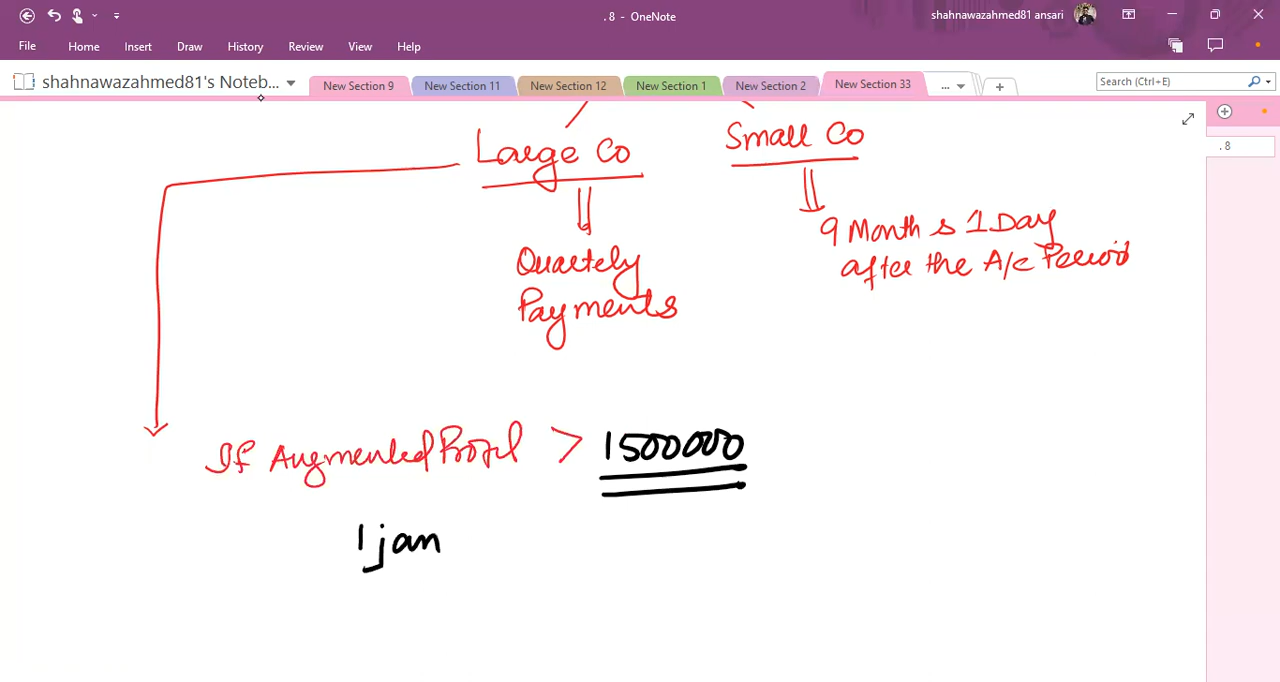 . 8 - OneNote
shahnawazahmed81 ansari
File Home Insert Draw History Review View Help
shahnawazahmed81's Noteb...
New Section 9
New Section 11
New Section 12
New Section 1
New Section 2
New Section 33
...
Search (Ctrl+E)
. 8
Large Co
Small Co
Quartely
Payments
9 Month & 1 Day
after the A/c Period
If Augmented Profit > 1500000
1 jan